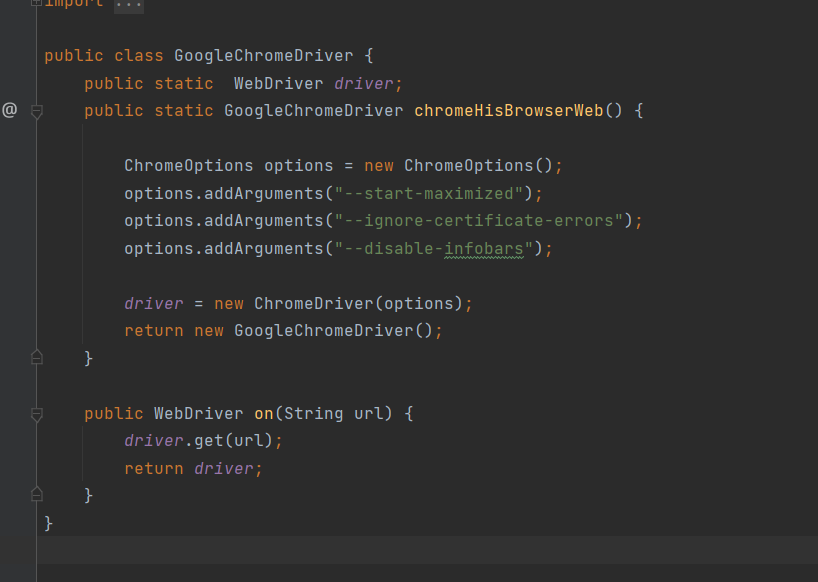 import ...
public class GoogleChromeDriver {
public static  WebDriver driver;
@
public static GoogleChromeDriver chromeHisBrowserWeb() {
ChromeOptions options = new ChromeOptions();
options.addArguments("--start-maximized");
options.addArguments("--ignore-certificate-errors");
options.addArguments("--disable-infobars");
driver = new ChromeDriver(options);
return new GoogleChromeDriver();
}
public WebDriver on(String url) {
driver.get(url);
return driver;
}
}